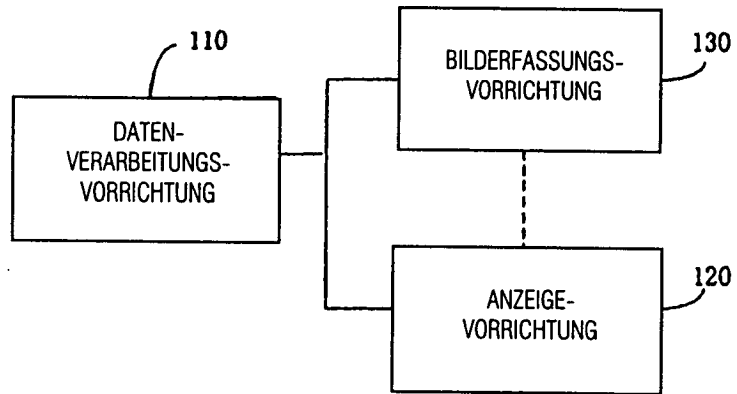 110
DATEN-
VERARBEITUNGS-
VORRICHTUNG
BILDERFASSUNGS-
VORRICHTUNG
130
ANZEIGE-
VORRICHTUNG
120